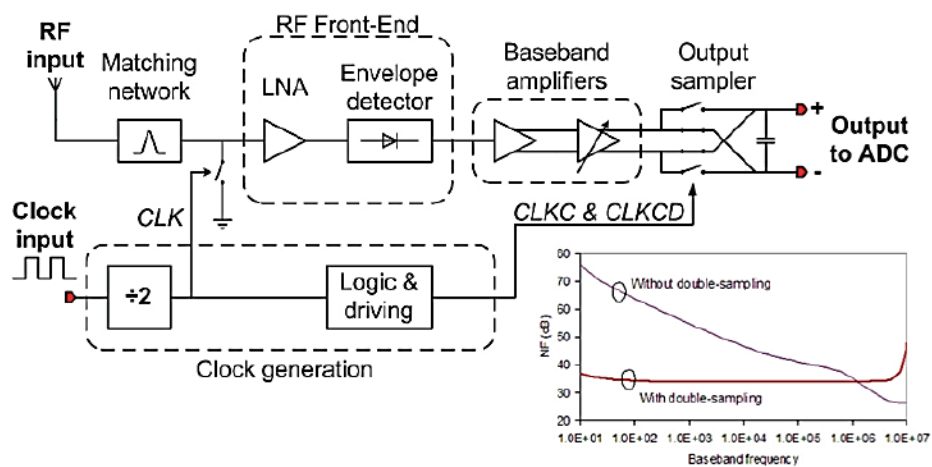 RF Front-End
RF
input
Matching
network
LNA
Envelope
detector
Baseband
amplifiers
Output
sampler
+
Output
to ADC
-
CLK
CLKC & CLKCD
Clock
input
÷2
Logic &
driving
Clock generation
NF (dB)
80
70
60
50
40
30
20
Without double-sampling
With double-sampling
1.0E+01 1.0E+02 1.0E+03 1.0E+04 1.0E+05 1.0E+06 1.0E+07
Baseband frequency